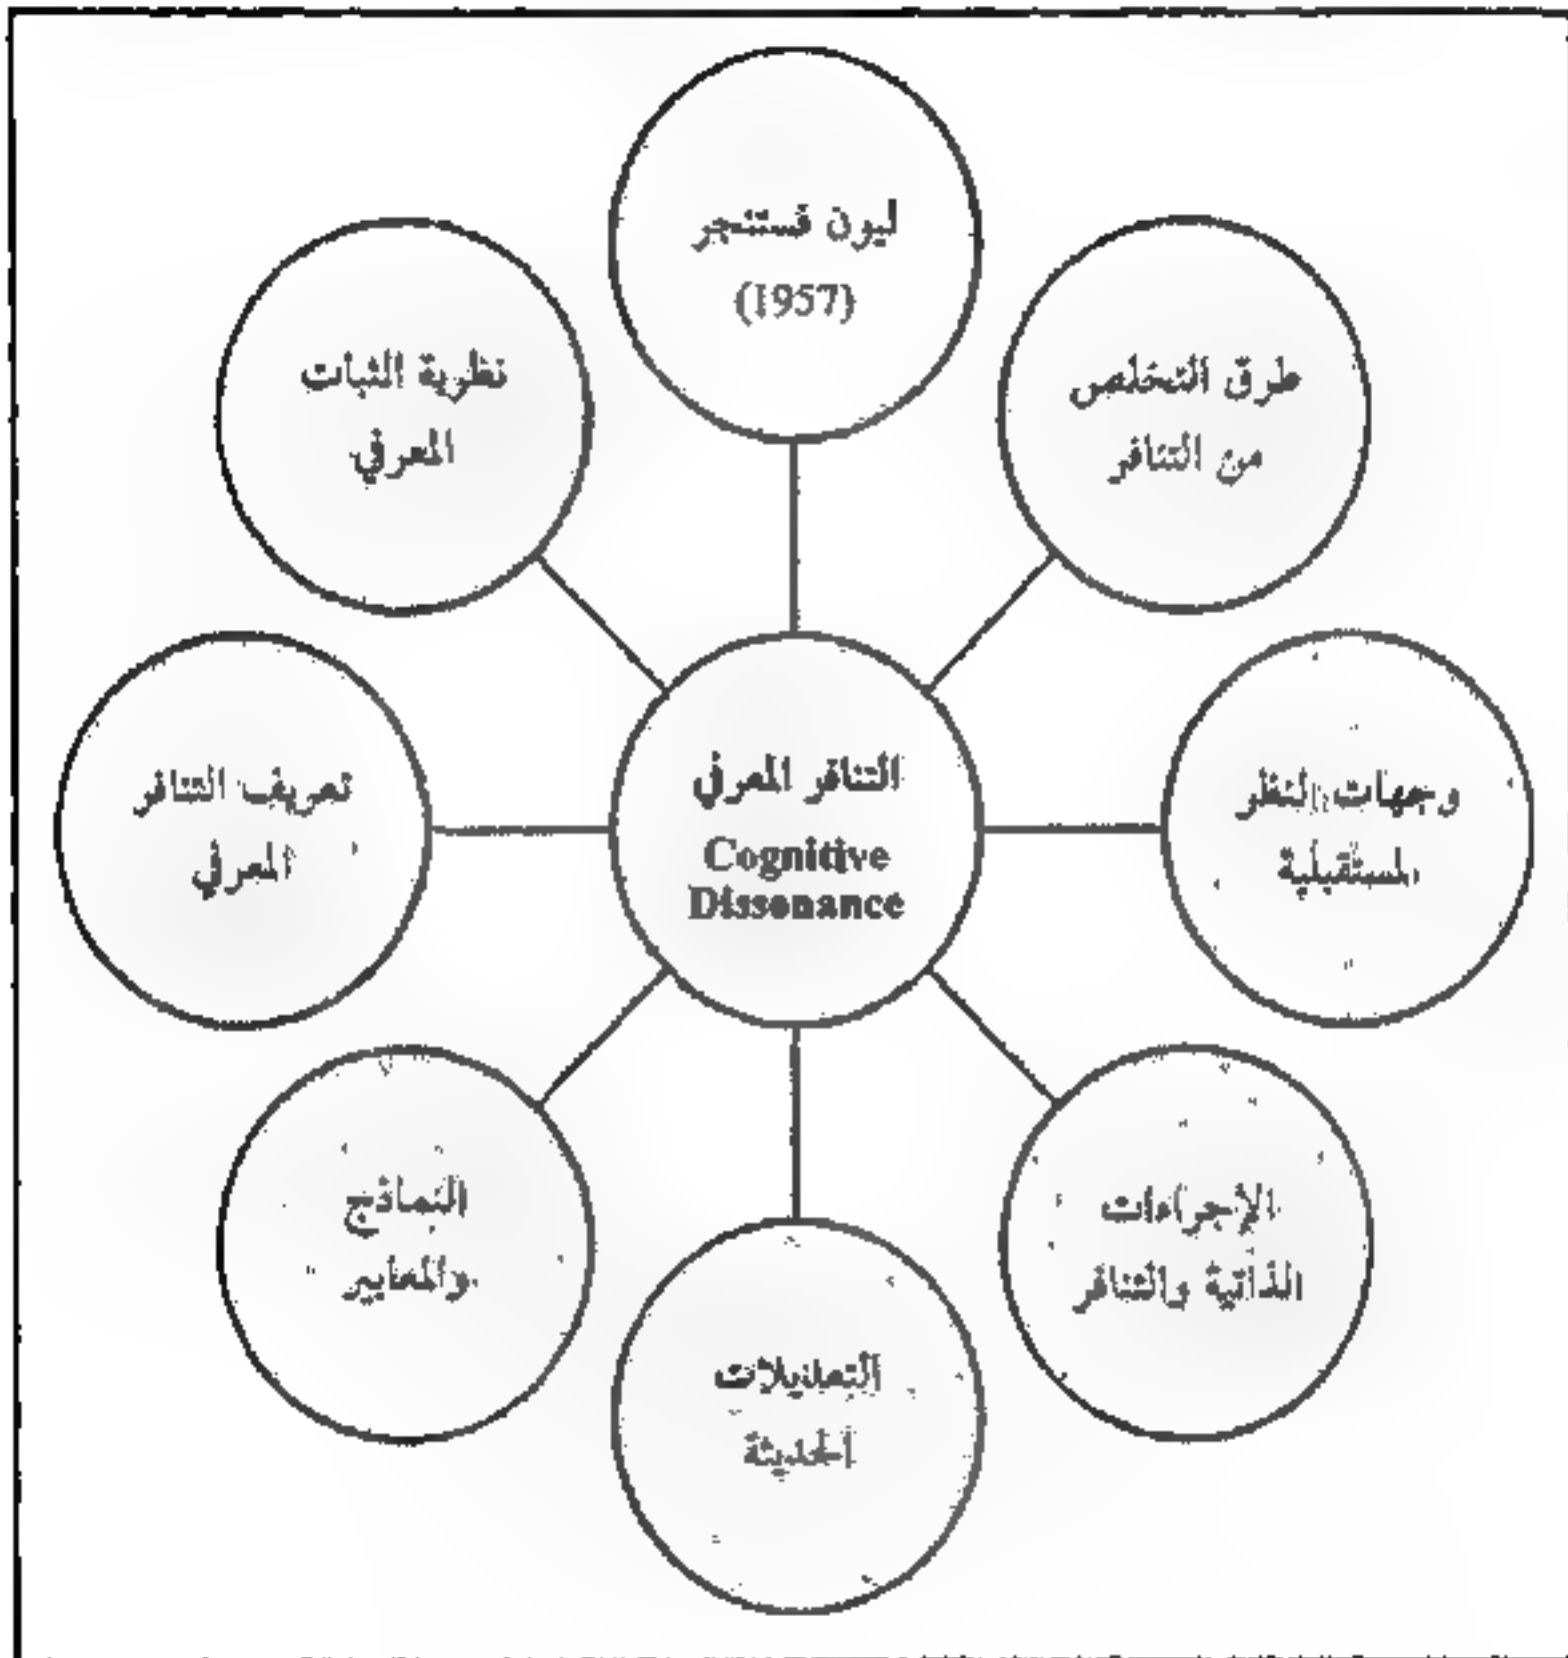 ليون فستنجر
(1957)
طرق التخلص
من التنافر
وجهات النظر
المستقبلية
الإجراءات
الذاتية والتنافر
التعديلات
الحديثة
النماذج
والمعايير
تعريف التنافر
المعرفي
نظرية الثبات
المعرفي
التنافر المعرفي
Cognitive
Dissonance